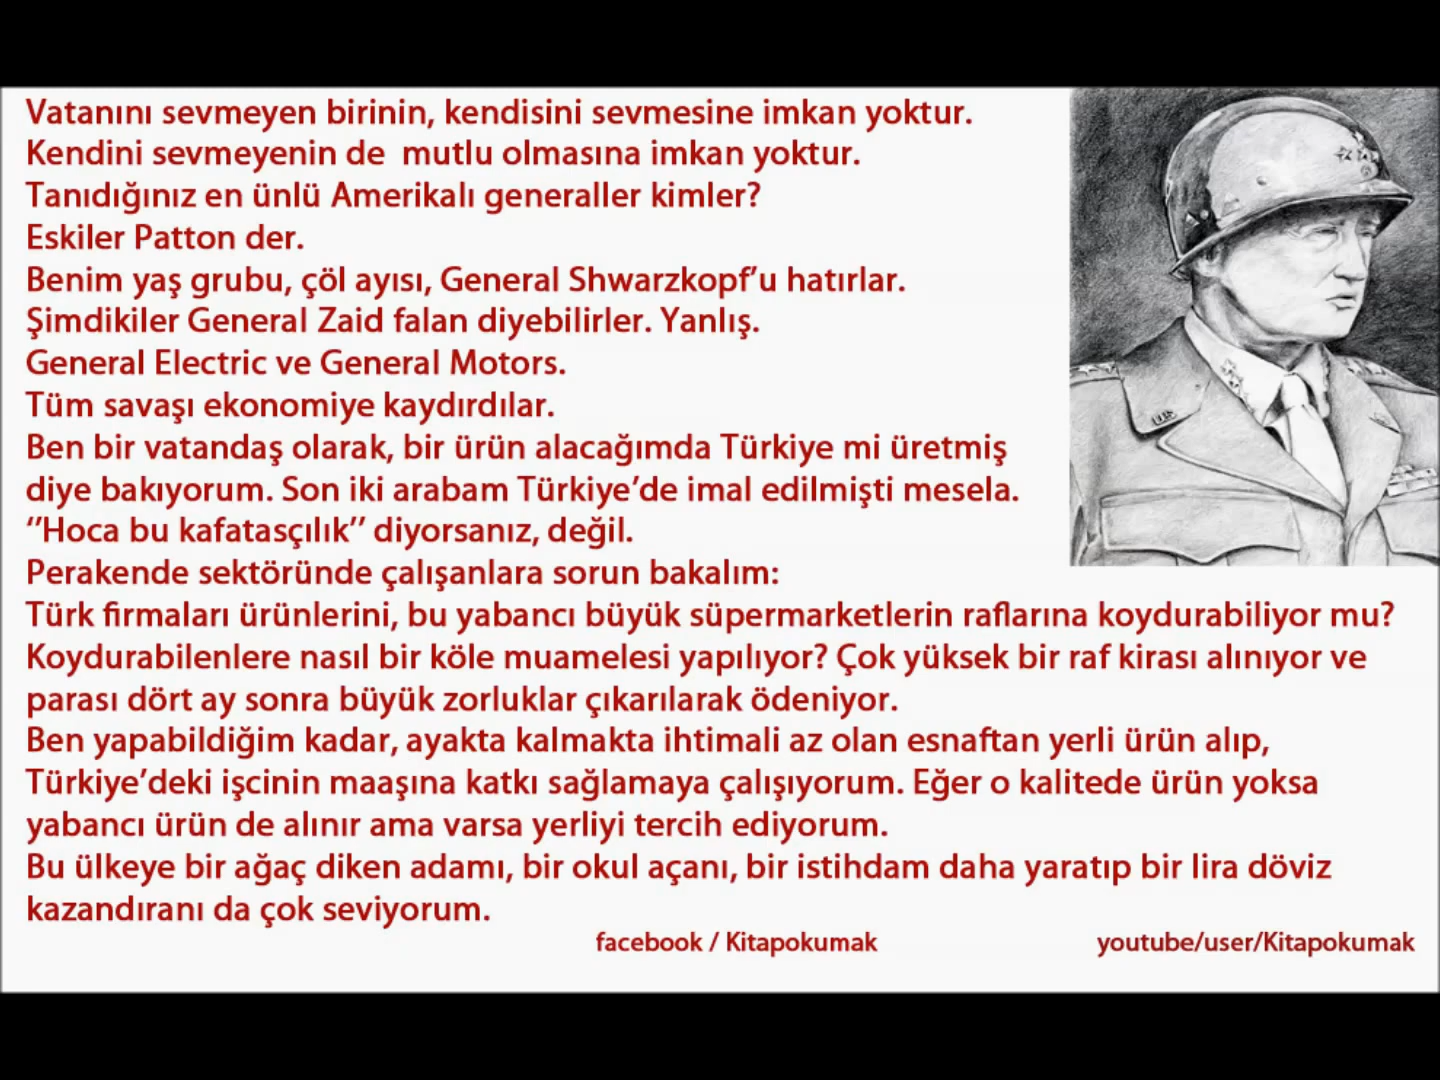 Vatanını sevmeyen birinin, kendisini sevmesine imkan yoktur.
Kendini sevmeyenin de mutlu olmasına imkan yoktur.
Tanıdığınız en ünlü Amerikalı generaller kimler?
Eskiler Patton der.
Benim yaş grubu, çöl ayısı, General Shwarzkopf’u hatırlar.
Şimdikiler General Zaid falan diyebilirler. Yanlış.
General Electric ve General Motors.
Tüm savaşı ekonomiye kaydırdılar.
Ben bir vatandaş olarak, bir ürün alacağımda Türkiye mi üretmiş
diye bakıyorum. Son iki arabam Türkiye’de imal edilmişti mesela.
‘’Hoca bu kafatasçılık’’ diyorsanız, değil.
Perakende sektöründe çalışanlara sorun bakalım:
Türk firmaları ürünlerini, bu yabancı büyük süpermarketlerin raflarına koydurabiliyor mu?
Koydurabilenlere nasıl bir köle muamelesi yapılıyor? Çok yüksek bir raf kirası alınıyor ve
parası dört ay sonra büyük zorluklar çıkarılarak ödeniyor.
Ben yapabildiğim kadar, ayakta kalmakta ihtimali az olan esnaftan yerli ürün alıp,
Türkiye’deki işcinin maaşına katkı sağlamaya çalışıyorum. Eğer o kalitede ürün yoksa
yabancı ürün de alınır ama varsa yerliyi tercih ediyorum.
Bu ülkeye bir ağaç diken adamı, bir okul açanı, bir istihdam daha yaratıp bir lira döviz
kazandıranı da çok seviyorum.
facebook / Kitapokumak
youtube/user/Kitapokumak